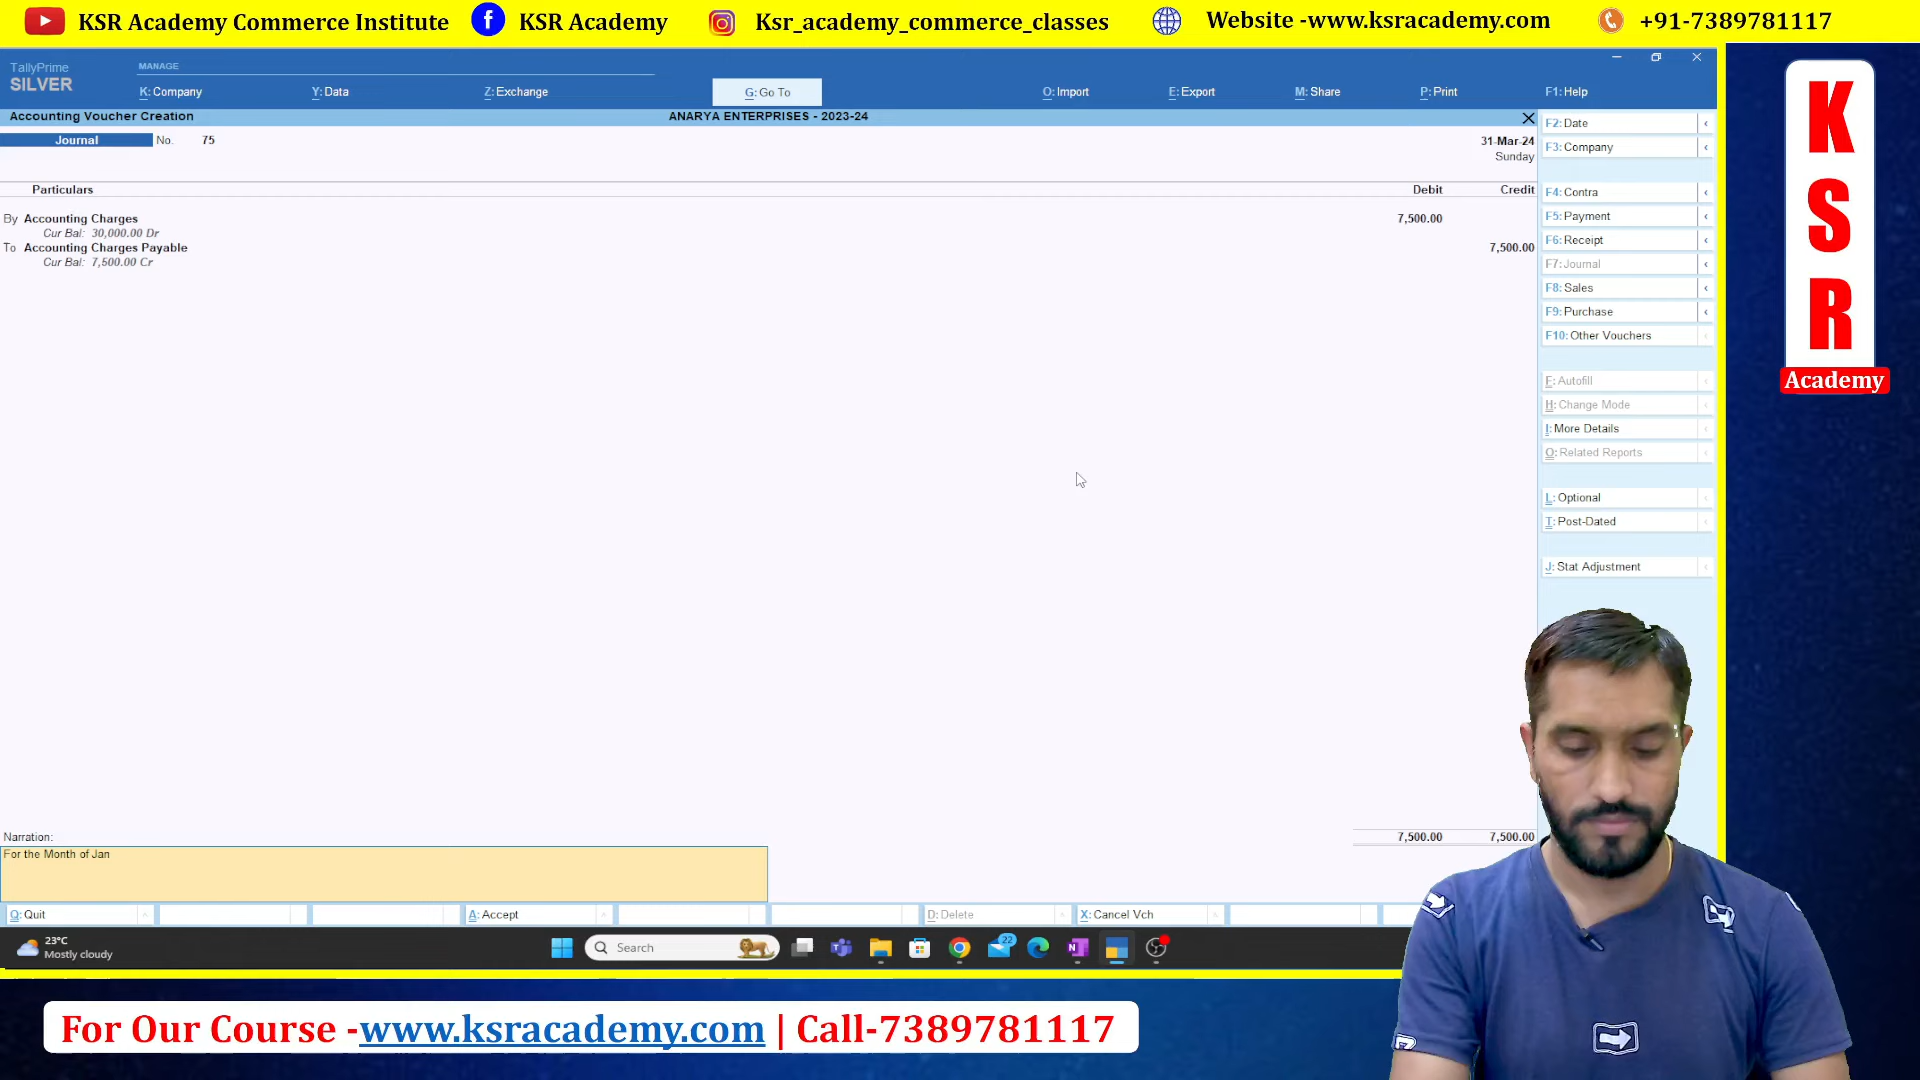 KSR Academy Commerce Institute
KSR Academy
Ksr_academy_commerce_classes
Website -www.ksracademy.com
+91-7389781117
TallyPrime
SILVER
MANAGE
K: Company
Y: Data
Z: Exchange
G: Go To
O: Import
E: Export
M: Share
P: Print
F1: Help
Accounting Voucher Creation
ANARYA ENTERPRISES - 2023-24
Journal No. 75
31-Mar-24
Sunday
Particulars Debit Credit
By Accounting Charges 7,500.00
Cur Bal: 30,000.00 Dr
To Accounting Charges Payable 7,500.00
Cur Bal: 7,500.00 Cr
F2: Date
F3: Company
F4: Contra
F5: Payment
F6: Receipt
F7: Journal
F8: Sales
F9: Purchase
F10: Other Vouchers
F: Autofill
H: Change Mode
I: More Details
O: Related Reports
L: Optional
T: Post-Dated
J: Stat Adjustment
K
S
R
Academy
Narration: 7,500.00 7,500.00
For the Month of Jan
Q: Quit
A: Accept
D: Delete
X: Cancel Vch
23°C
Mostly cloudy
Search
22
For Our Course -www.ksracademy.com | Call-7389781117